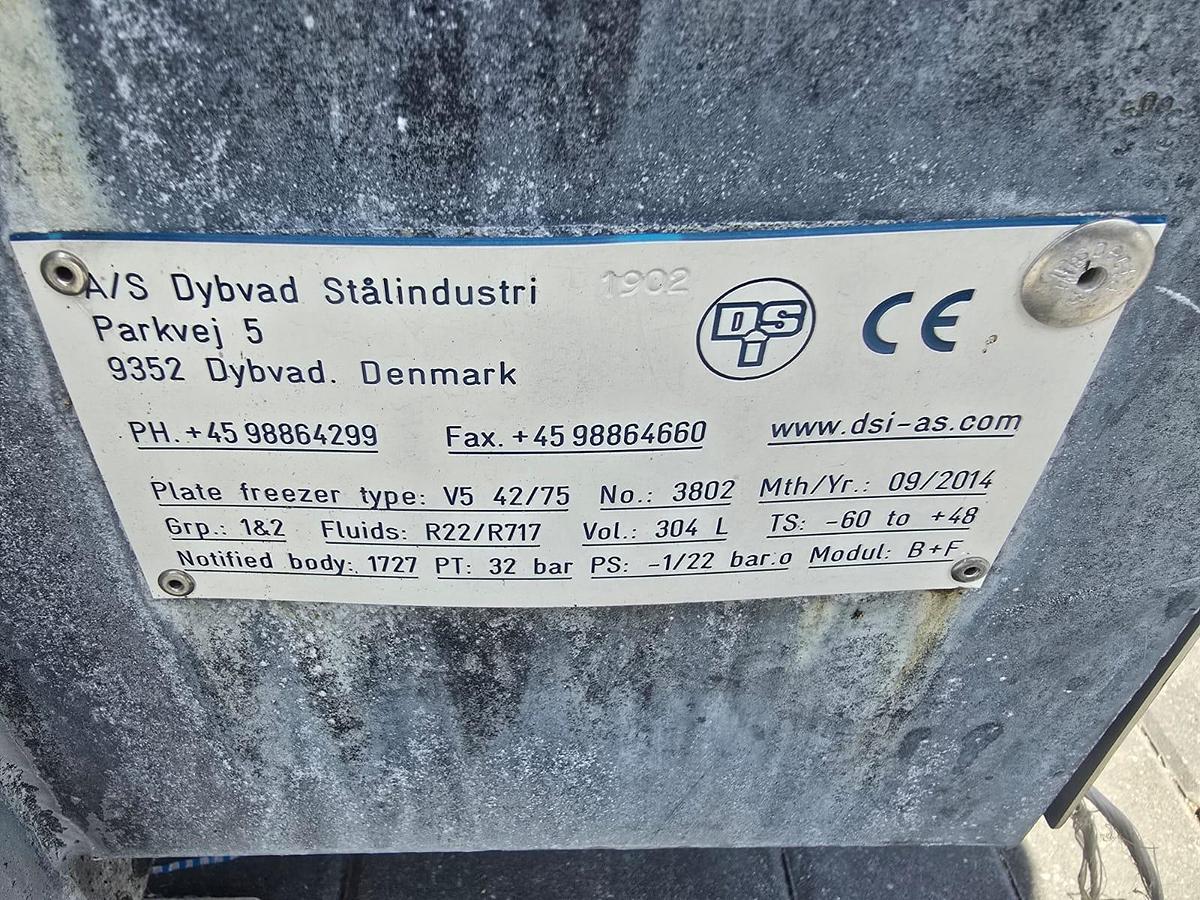 A/S Dybvad Stålindustri 1902
DSI CE
Parkvej 5
9352 Dybvad. Denmark
PH. +45 98864299 Fax. +45 98864660 www.dsi-as.com
Plate freezer type: V5 42/75 No.: 3802 Mth/Yr.: 09/2014
Grp.: 1&2 Fluids: R22/R717 Vol.: 304 L TS: -60 to +48
Notified body: 1727 PT: 32 bar PS: -1/22 bar.o Modul: B+F.